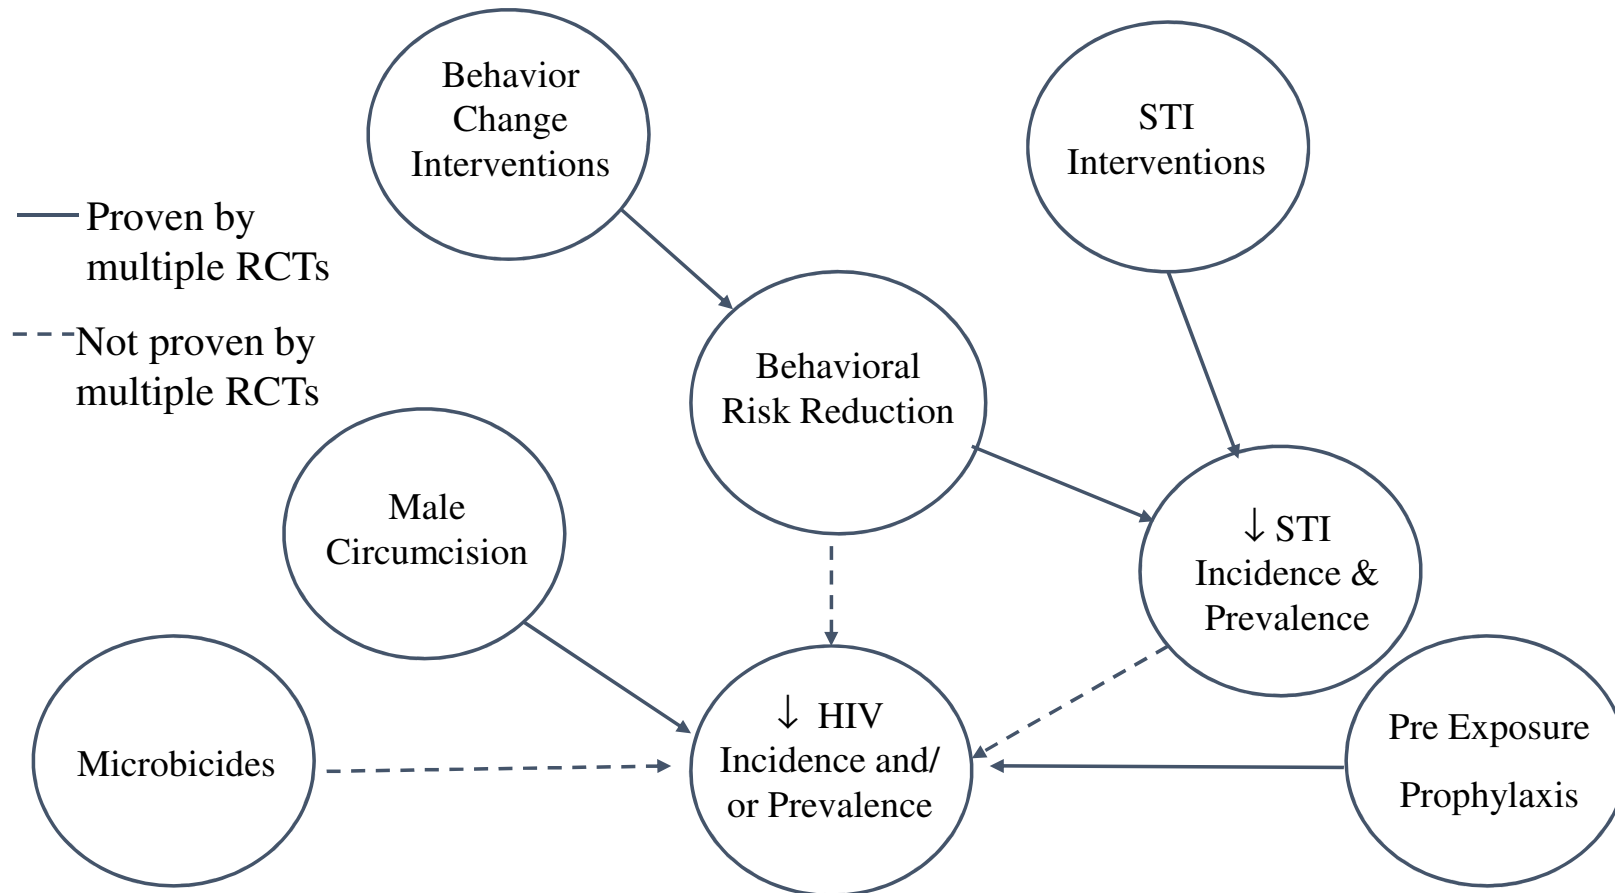 Behavior
Change
Interventions
STI
Interventions
Proven by
multiple RCTs
Not proven by
multiple RCTs
Behavioral
Risk Reduction
Male
Circumcision
↓ STI
Incidence &
Prevalence
Microbicides
↓ HIV
Incidence and/
or Prevalence
Pre Exposure
Prophylaxis